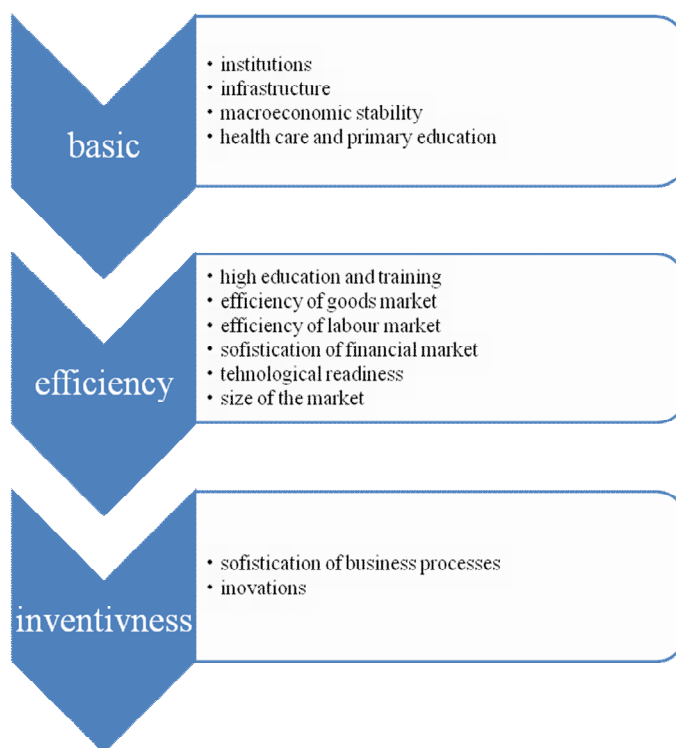 basic
• institutions
• infrastructure
• macroeconomic stability
• health care and primary education
efficiency
• high education and training
• efficiency of goods market
• efficiency of labour market
• sofistication of financial market
• tehnological readiness
• size of the market
inventivness
• sofistication of business processes
• inovations